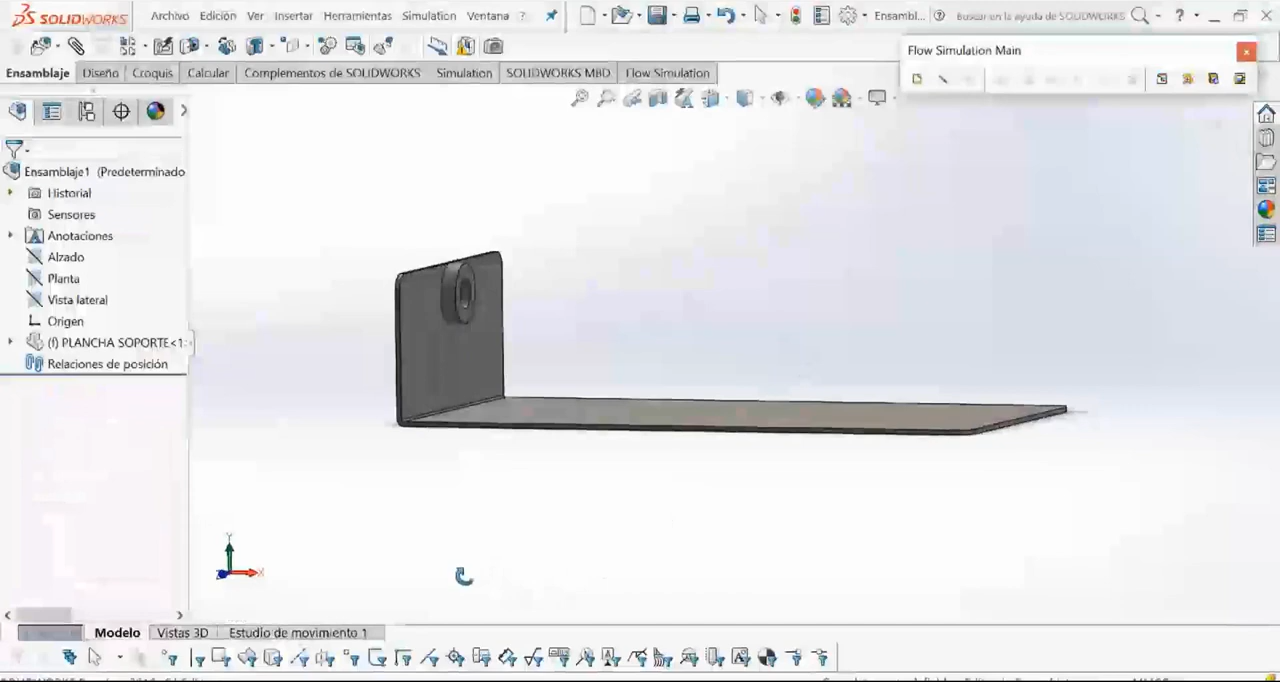 SOLIDWORKS
Archivo Edición Ver Insertar Herramientas Simulation Ventana ?
Ensambl...
Buscar en la ayuda de SOLIDWORKS
Flow Simulation Main
Ensamblaje Diseño Croquis Calcular Complementos de SOLIDWORKS Simulation SOLIDWORKS MBD Flow Simulation
Ensamblaje1 (Predeterminado
Historial
Sensores
Anotaciones
Alzado
Planta
Vista lateral
Origen
(f) PLANCHA SOPORTE<1>
Relaciones de posición
Y
X
Modelo Vistas 3D Estudio de movimiento 1